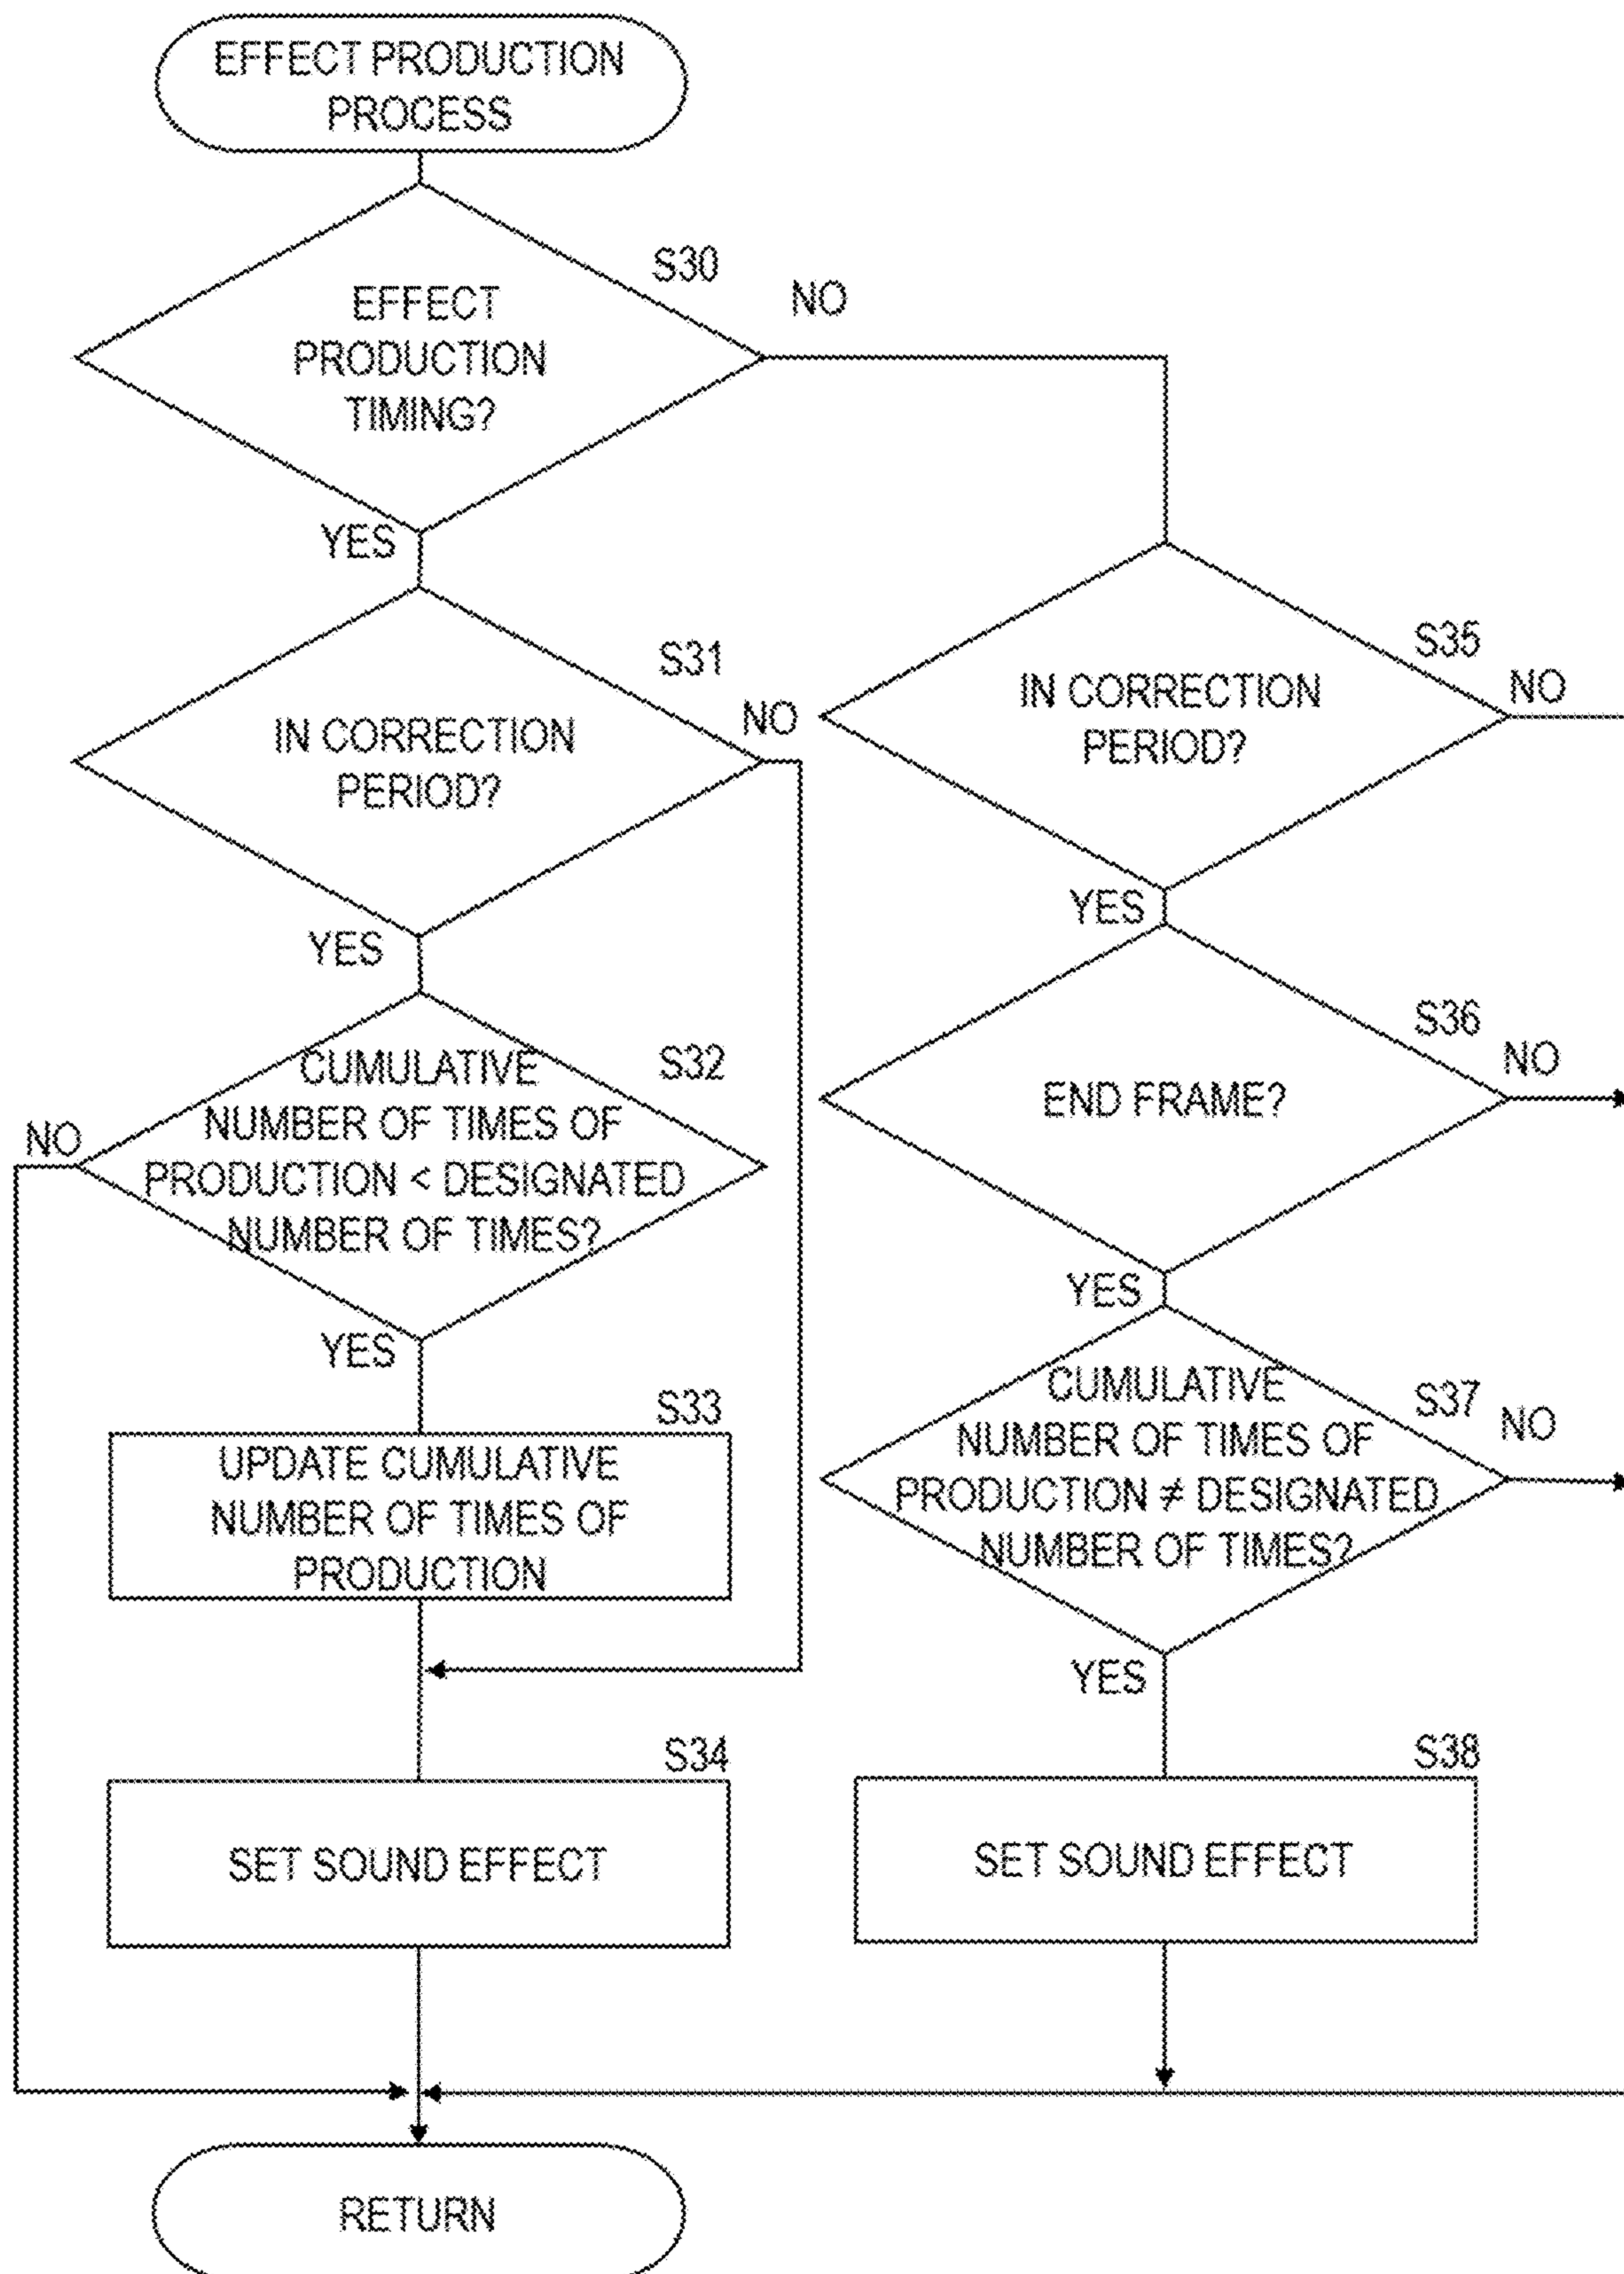 EFFECT PRODUCTION
PROCESS
S30
NO
EFFECT
PRODUCTION
TIMING?
YES
S31
NO
IN CORRECTION
PERIOD?
YES
S32
NO
CUMULATIVE
NUMBER OF TIMES OF
PRODUCTION < DESIGNATED
NUMBER OF TIMES?
YES
S33
UPDATE CUMULATIVE
NUMBER OF TIMES OF
PRODUCTION
S34
SET SOUND EFFECT
S35
NO
IN CORRECTION
PERIOD?
YES
S36
NO
END FRAME?
YES
S37
NO
CUMULATIVE
NUMBER OF TIMES OF
PRODUCTION ≠ DESIGNATED
NUMBER OF TIMES?
YES
S38
SET SOUND EFFECT
RETURN